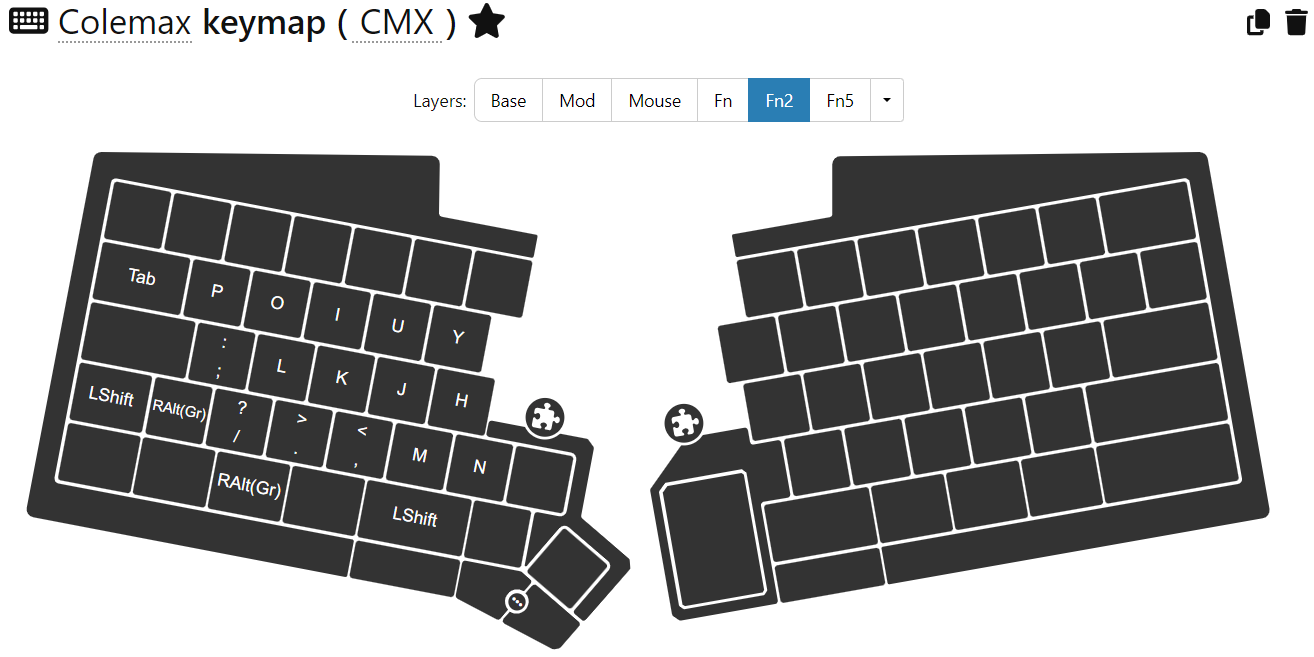 Colemax keymap ( CMX )
Layers: Base Mod Mouse Fn Fn2 Fn5
Tab P O I U Y
: ; L K J H
LShift RAlt(Gr) ? / > . < , M N
RAlt(Gr) LShift